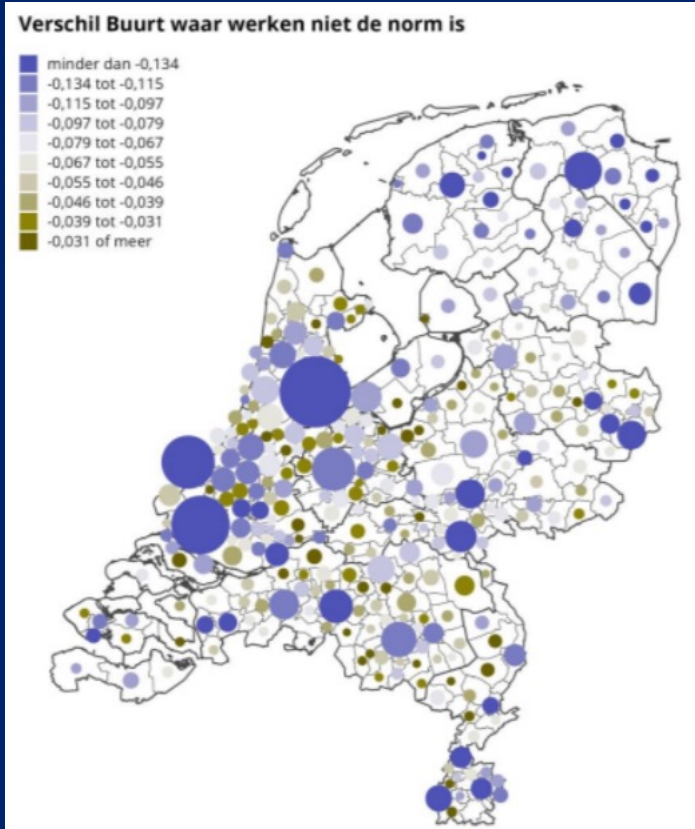 Verschil Buurt waar werken niet de norm is
minder dan -0,134
-0,134 tot -0,115
-0,115 tot -0,097
-0,097 tot -0,079
-0,079 tot -0,067
-0,067 tot -0,055
-0,055 tot -0,046
-0,046 tot -0,039
-0,039 tot -0,031
-0,031 of meer